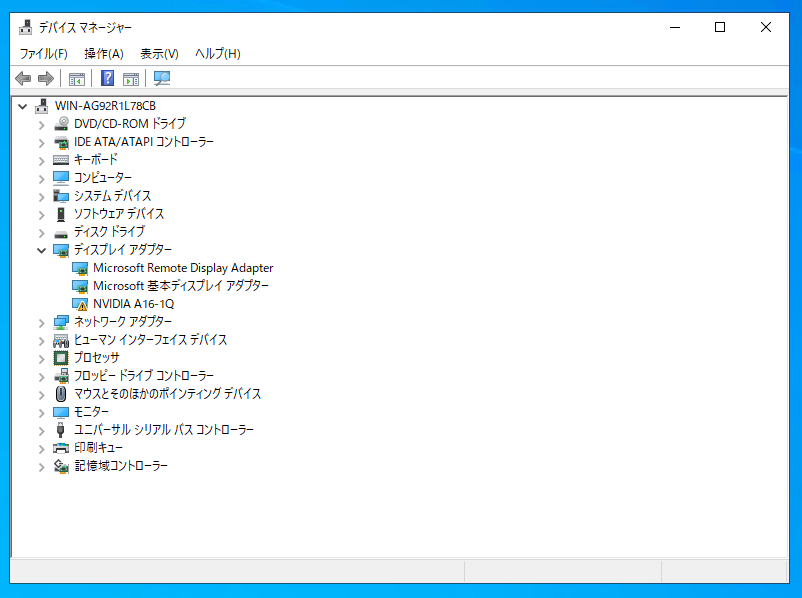 デバイス マネージャー
ファイル(F) 操作(A) 表示(V) ヘルプ(H)
WIN-AG92R1L78CB
DVD/CD-ROM ドライブ
IDE ATA/ATAPI コントローラー
キーボード
コンピューター
システム デバイス
ソフトウェア デバイス
ディスク ドライブ
ディスプレイ アダプター
Microsoft Remote Display Adapter
Microsoft 基本ディスプレイ アダプター
NVIDIA A16-1Q
ネットワーク アダプター
ヒューマン インターフェイス デバイス
プロセッサ
フロッピー ドライブ コントローラー
マウスとそのほかのポインティング デバイス
モニター
ユニバーサル シリアル バス コントローラー
印刷キュー
記憶域コントローラー